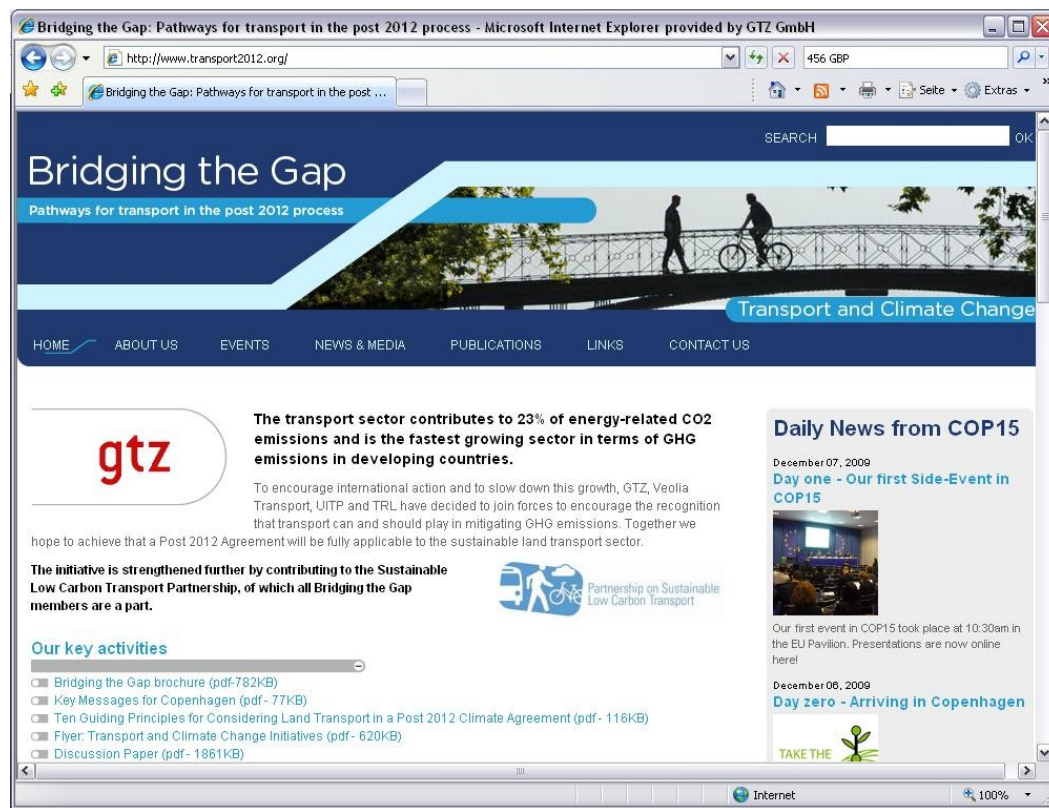 Bridging the Gap: Pathways for transport in the post 2012 process - Microsoft Internet Explorer provided by GTZ GmbH
http://www.transport2012.org/
456 GBP
Bridging the Gap: Pathways for transport in the post ...
Seite
Extras
SEARCH
OK
Bridging the Gap
Pathways for transport in the post 2012 process
Transport and Climate Change
HOME
ABOUT US
EVENTS
NEWS & MEDIA
PUBLICATIONS
LINKS
CONTACT US
gtz
The transport sector contributes to 23% of energy-related CO2
emissions and is the fastest growing sector in terms of GHG
emissions in developing countries.
To encourage international action and to slow down this growth, GTZ, Veolia
Transport, UITP and TRL have decided to join forces to encourage the recognition
that transport can and should play in mitigating GHG emissions. Together we
hope to achieve that a Post 2012 Agreement will be fully applicable to the sustainable land transport sector.
The initiative is strengthened further by contributing to the Sustainable
Low Carbon Transport Partnership, of which all Bridging the Gap
members are a part.
Partnership on Sustainable
Low Carbon Transport
Our key activities
Bridging the Gap brochure (pdf-782KB)
Key Messages for Copenhagen (pdf - 77KB)
Ten Guiding Principles for Considering Land Transport in a Post 2012 Climate Agreement (pdf - 116KB)
Flyer: Transport and Climate Change Initiatives (pdf - 620KB)
Discussion Paper (pdf - 1861KB)
Daily News from COP15
December 07, 2009
Day one - Our first Side-Event in
COP15
Our first event in COP15 took place at 10:30am in
the EU Pavilion. Presentations are now online
here!
December 06, 2009
Day zero - Arriving in Copenhagen
TAKE THE
Internet
100%